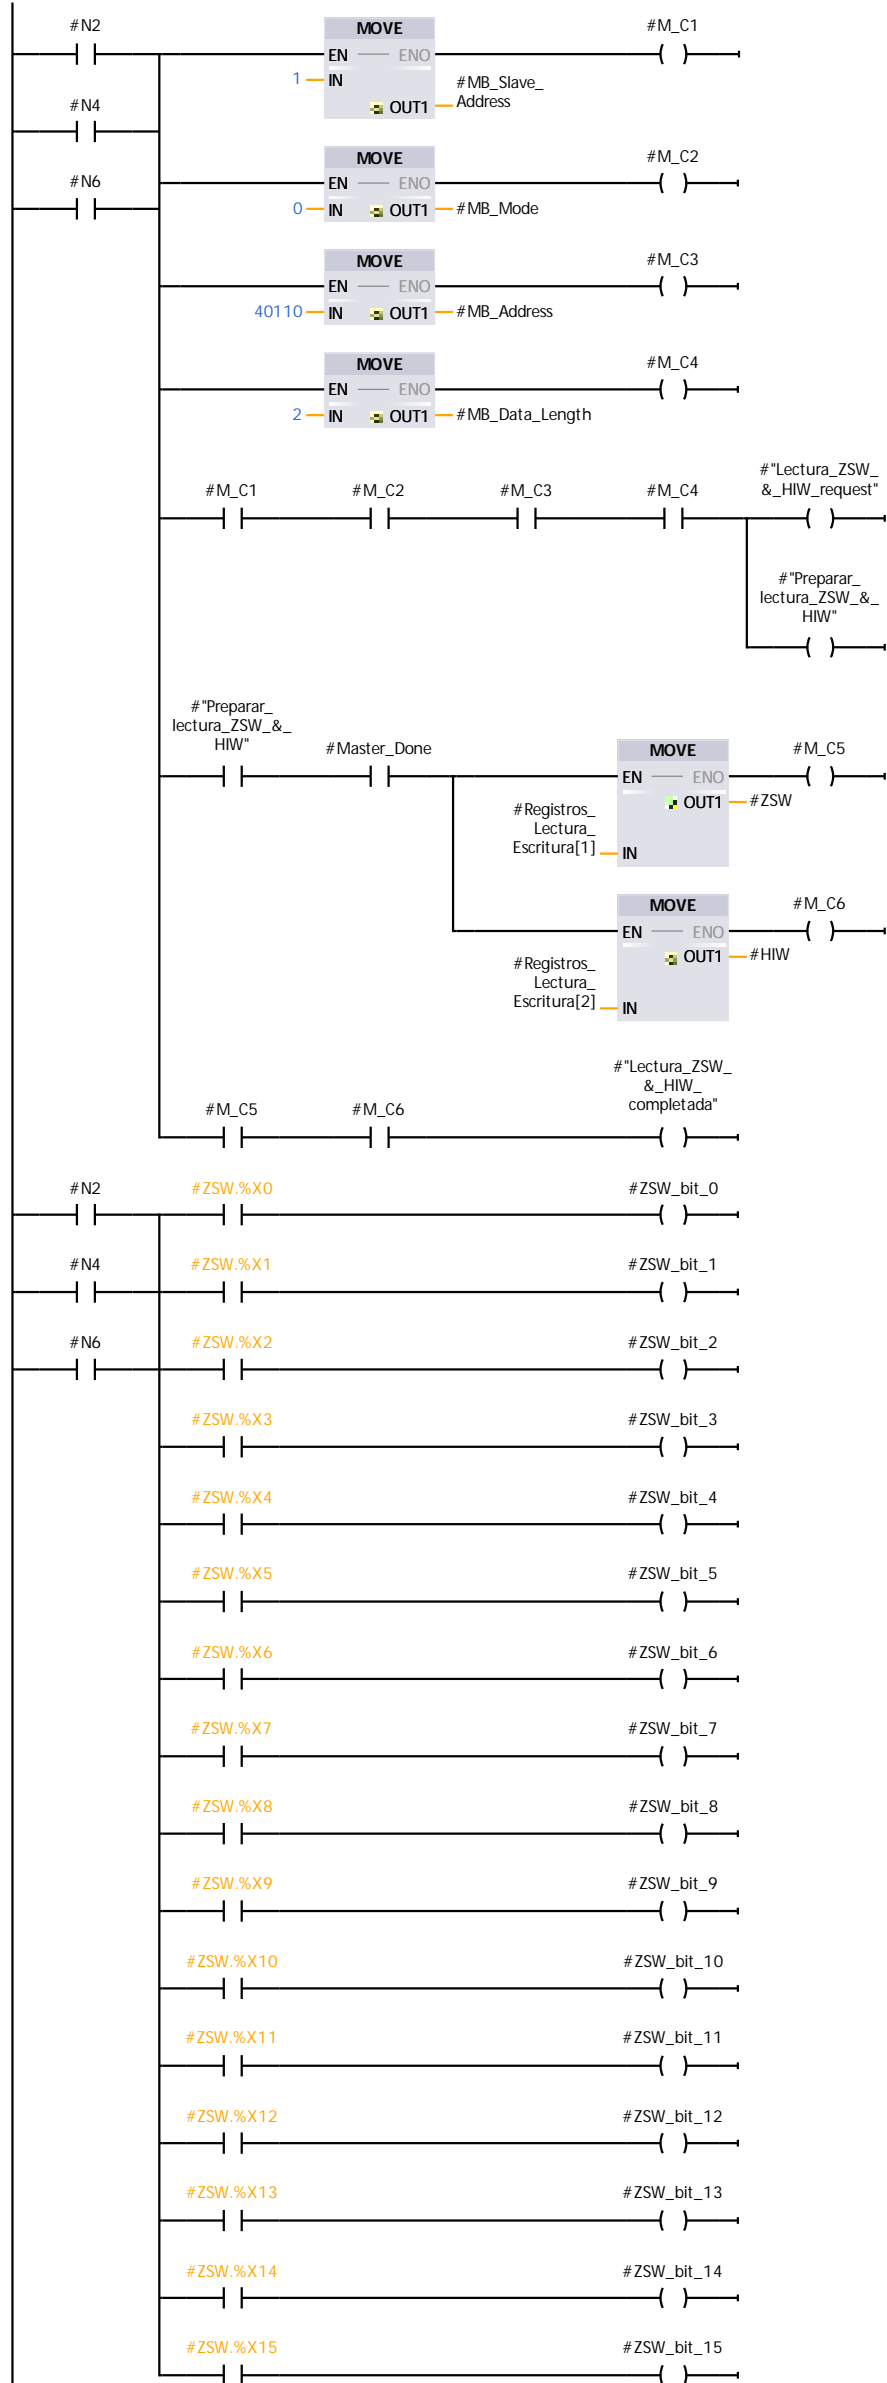 #N2
MOVE
#M_C1
EN
ENO
1
IN
#MB_Slave_
Address
OUT1
#N4
MOVE
#M_C2
EN
ENO
0
IN
OUT1
#MB_Mode
#N6
MOVE
#M_C3
EN
ENO
40110
IN
OUT1
#MB_Address
MOVE
#M_C4
EN
ENO
2
IN
OUT1
#MB_Data_Length
#M_C1
#M_C2
#M_C3
#M_C4
#"Lectura_ZSW_
&_HIW_request"
#"Preparar_
lectura_ZSW_&_
HIW"
#"Preparar_
lectura_ZSW_&_
HIW"
#Master_Done
MOVE
#M_C5
EN
ENO
OUT1
#ZSW
#Registros_
Lectura_
Escritura[1]
IN
MOVE
#M_C6
EN
ENO
OUT1
#HIW
#Registros_
Lectura_
Escritura[2]
IN
#M_C5
#M_C6
#"Lectura_ZSW_
&_HIW_
completada"
#N2
#ZSW.%X0
#ZSW_bit_0
#N4
#ZSW.%X1
#ZSW_bit_1
#N6
#ZSW.%X2
#ZSW_bit_2
#ZSW.%X3
#ZSW_bit_3
#ZSW.%X4
#ZSW_bit_4
#ZSW.%X5
#ZSW_bit_5
#ZSW.%X6
#ZSW_bit_6
#ZSW.%X7
#ZSW_bit_7
#ZSW.%X8
#ZSW_bit_8
#ZSW.%X9
#ZSW_bit_9
#ZSW.%X10
#ZSW_bit_10
#ZSW.%X11
#ZSW_bit_11
#ZSW.%X12
#ZSW_bit_12
#ZSW.%X13
#ZSW_bit_13
#ZSW.%X14
#ZSW_bit_14
#ZSW.%X15
#ZSW_bit_15